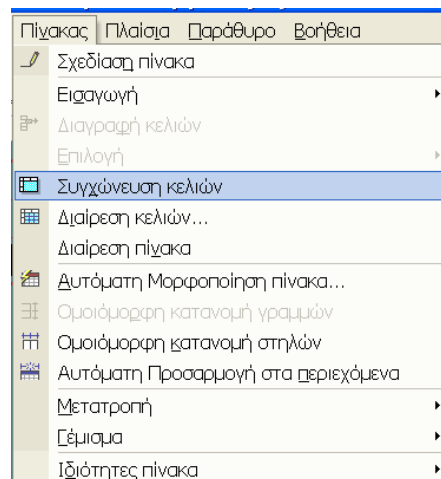 Πίνακας Πλαίσια Παράθυρο Βοήθεια
Σχεδίαση πίνακα
Εισαγωγή
Διαγραφή κελιών
Επιλογή
Συγχώνευση κελιών
Διαίρεση κελιών...
Διαίρεση πίνακα
Αυτόματη Μορφοποίηση πίνακα...
Ομοιόμορφη κατανομή γραμμών
Ομοιόμορφη κατανομή στηλών
Αυτόματη Προσαρμογή στα περιεχόμενα
Μετατροπή
Γέμισμα
Ιδιότητες πίνακα